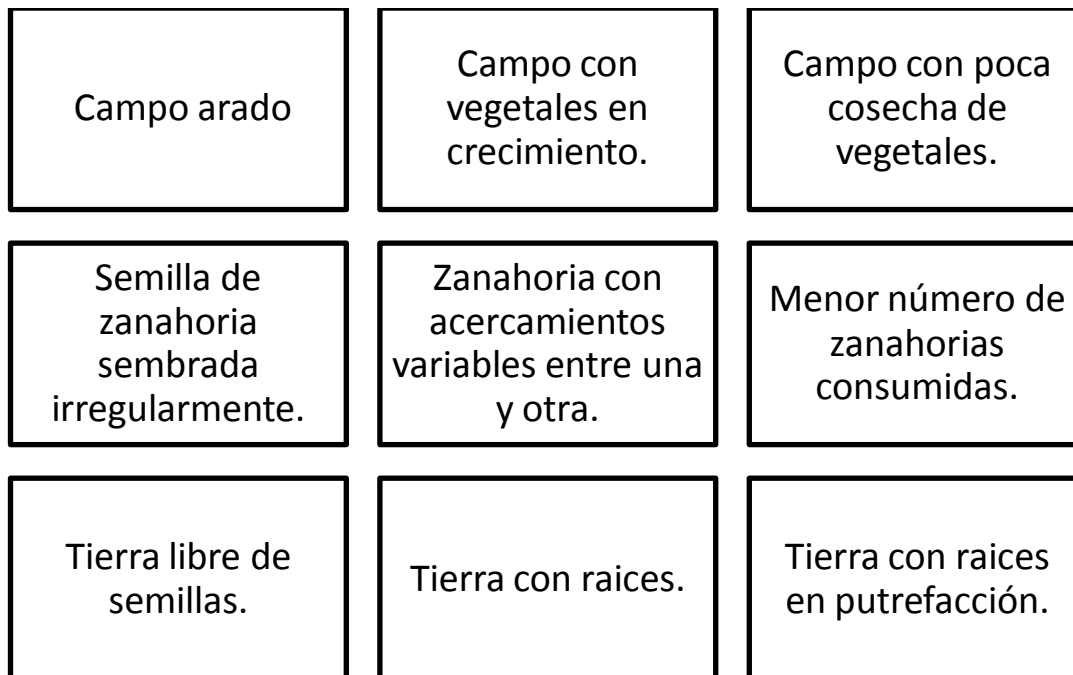 Campo arado
Campo con
vegetales en
crecimiento.
Campo con poca
cosecha de
vegetales.
Semilla de
zanahoria
sembrada
irregularmente.
Zanahoria con
acercamientos
variables entre una
y otra.
Menor número de
zanahorias
consumidas.
Tierra libre de
semillas.
Tierra con raices.
Tierra con raices
en putrefacción.